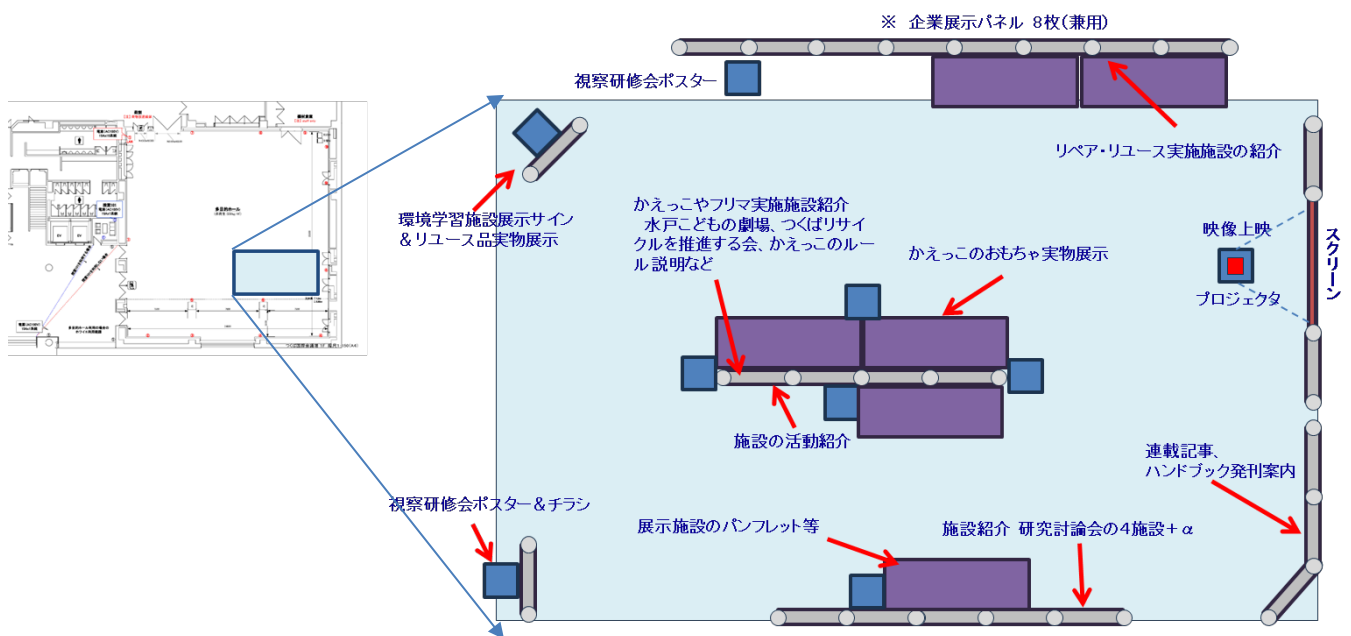 ※ 企業展示パネル 8枚(兼用)
視察研修会ポスター
リペア・リユース実施施設の紹介
環境学習施設展示サイン
＆リユース品実物展示
かえっこやフリマ実施施設紹介
水戸こどもの劇場、つくばリサイ
クルを推進する会、かえっこのルー
ル説明など
かえっこのおもちゃ実物展示
映像上映
プロジェクタ
スクリーン
施設の活動紹介
連載記事、
ハンドブック発刊案内
視察研修会ポスター＆チラシ
展示施設のパンフレット等
施設紹介 研究討論会の４施設＋α
多目的ホール